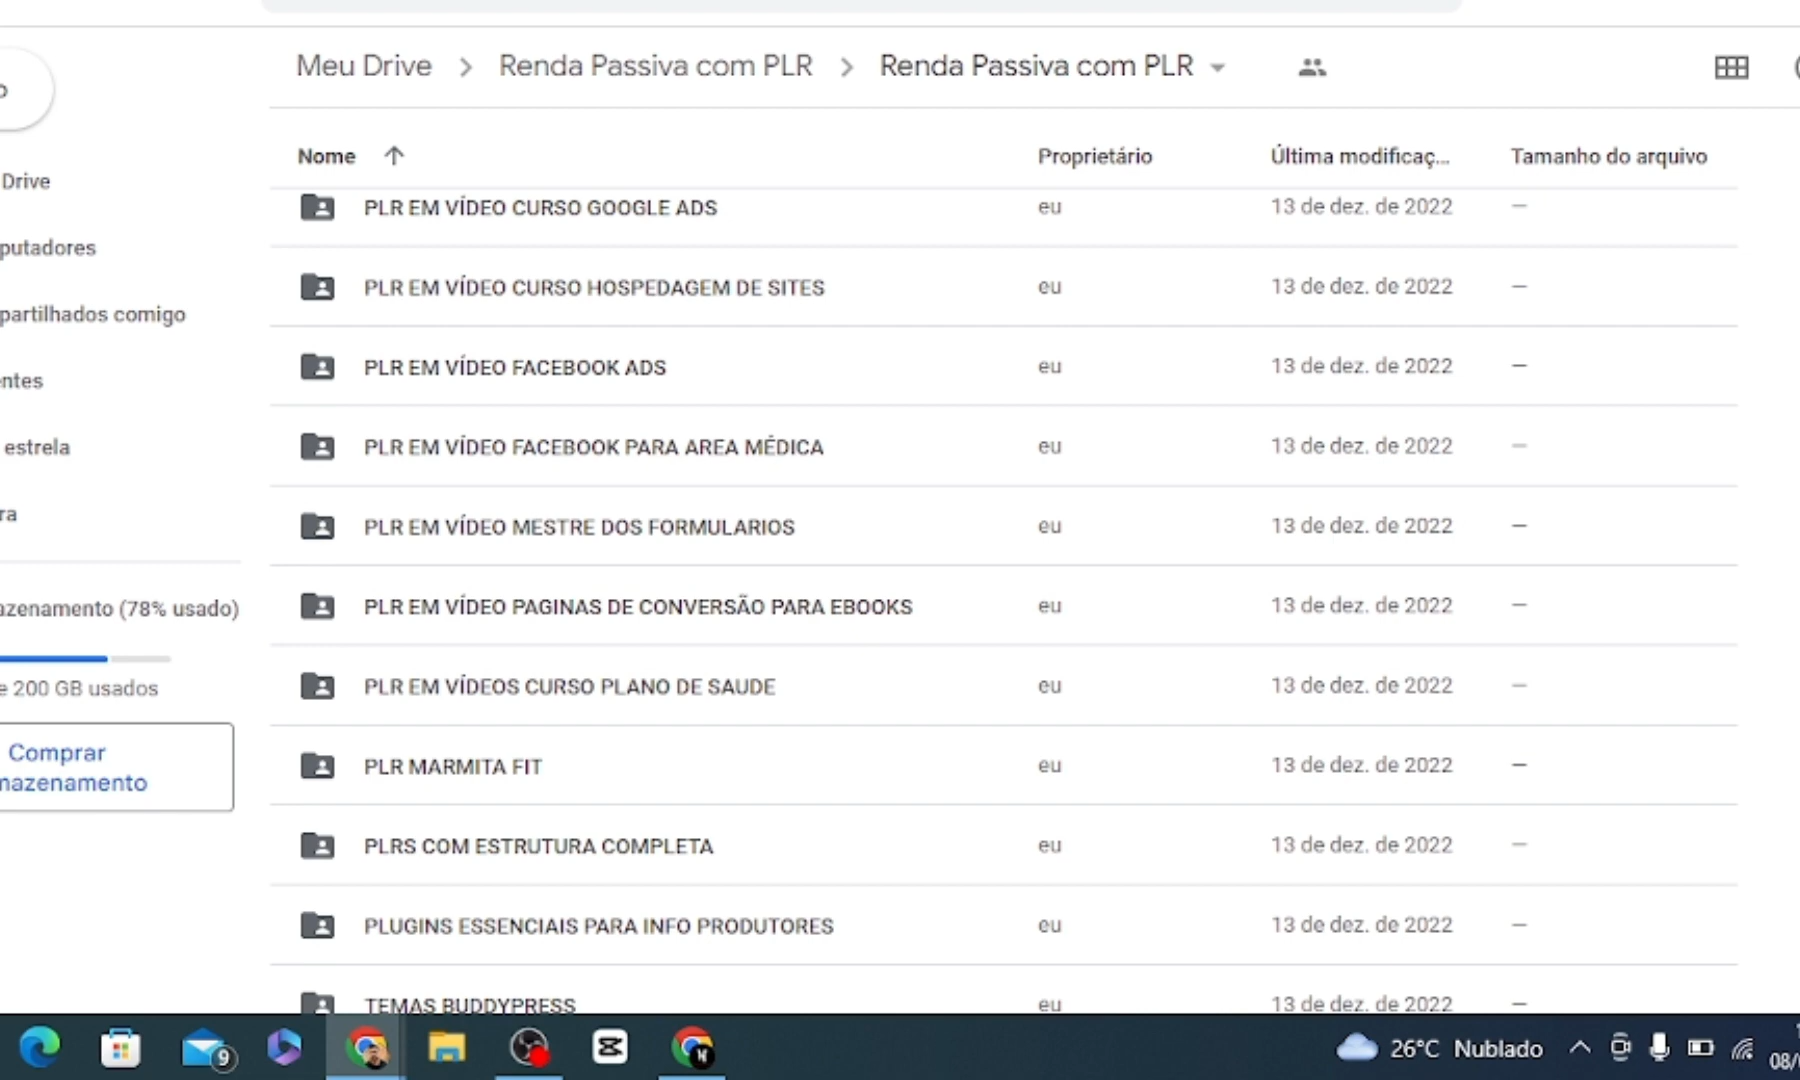 Meu Drive > Renda Passiva com PLR > Renda Passiva com PLR
Nome Proprietário Última modificaç... Tamanho do arquivo
PLR EM VÍDEO CURSO GOOGLE ADS eu 13 de dez. de 2022 —
Drive
putadores
PLR EM VÍDEO CURSO HOSPEDAGEM DE SITES eu 13 de dez. de 2022 —
partilhados comigo
PLR EM VÍDEO FACEBOOK ADS eu 13 de dez. de 2022 —
entes
PLR EM VÍDEO FACEBOOK PARA AREA MÉDICA eu 13 de dez. de 2022 —
estrela
PLR EM VÍDEO MESTRE DOS FORMULARIOS eu 13 de dez. de 2022 —
ra
PLR EM VÍDEO PAGINAS DE CONVERSÃO PARA EBOOKS eu 13 de dez. de 2022 —
azenamento (78% usado)
PLR EM VÍDEOS CURSO PLANO DE SAUDE eu 13 de dez. de 2022 —
e 200 GB usados
PLR MARMITA FIT eu 13 de dez. de 2022 —
Comprar
mazenamento
PLRS COM ESTRUTURA COMPLETA eu 13 de dez. de 2022 —
PLUGINS ESSENCIAIS PARA INFO PRODUTORES eu 13 de dez. de 2022 —
TEMAS BUDDYPRESS eu 13 de dez. de 2022 —
9
26°C Nublado
08/